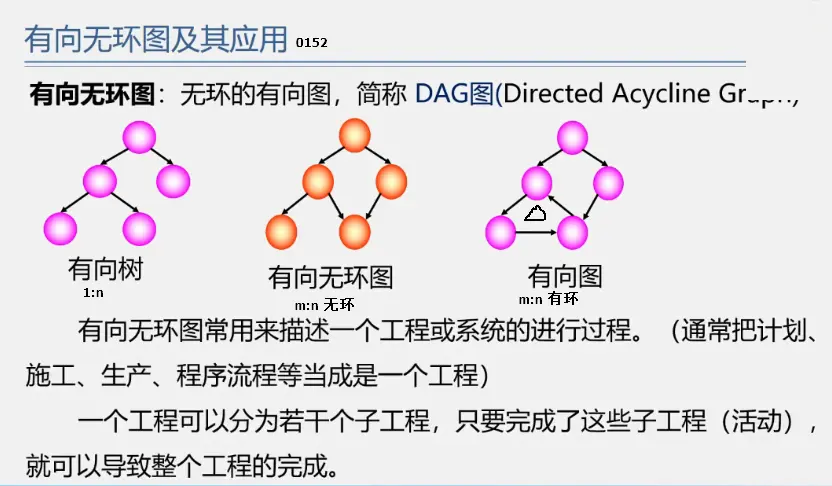 有向无环图及其应用 0152
有向无环图：无环的有向图，简称 DAG图(Directed Acycline Graph)
有向树
1:n
有向无环图
m:n 无环
有向图
m:n 有环
有向无环图常用来描述一个工程或系统的进行过程。（通常把计划、
施工、生产、程序流程等当成是一个工程）
一个工程可以分为若干个子工程，只要完成了这些子工程（活动），
就可以导致整个工程的完成。